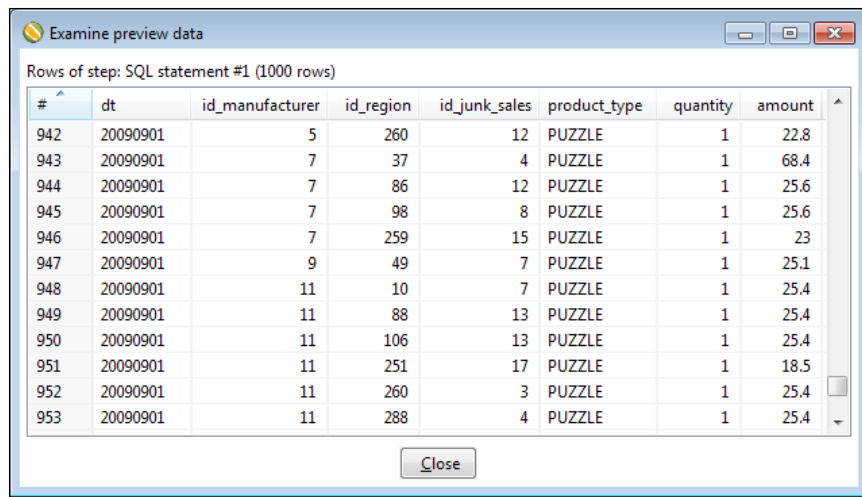 Examine preview data
Rows of step: SQL statement #1 (1000 rows)
# dt id_manufacturer id_region id_junk_sales product_type quantity amount
942 20090901 5 260 12 PUZZLE 1 22.8
943 20090901 7 37 4 PUZZLE 1 68.4
944 20090901 7 86 12 PUZZLE 1 25.6
945 20090901 7 98 8 PUZZLE 1 25.6
946 20090901 7 259 15 PUZZLE 1 23
947 20090901 9 49 7 PUZZLE 1 25.1
948 20090901 11 10 7 PUZZLE 1 25.4
949 20090901 11 88 13 PUZZLE 1 25.4
950 20090901 11 106 13 PUZZLE 1 25.4
951 20090901 11 251 17 PUZZLE 1 18.5
952 20090901 11 260 3 PUZZLE 1 25.4
953 20090901 11 288 4 PUZZLE 1 25.4
Close